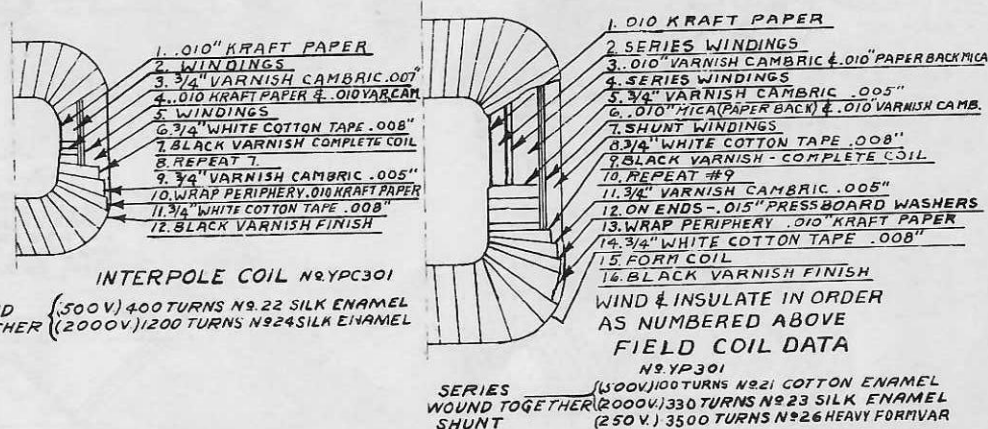 1. .010" KRAFT PAPER
2. WINDINGS
3. 3/4" VARNISH CAMBRIC .007"
4. .010 KRAFT PAPER & .010 VAR. CAM.
5. WINDINGS
6. 3/4" WHITE COTTON TAPE .008"
7. BLACK VARNISH COMPLETE COIL
8. REPEAT 7.
9. 3/4" VARNISH CAMBRIC .005"
10. WRAP PERIPHERY .010 KRAFT PAPER
11. 3/4" WHITE COTTON TAPE .008"
12. BLACK VARNISH FINISH
INTERPOLE COIL NO. YPC301
(500 V.) 400 TURNS NO. 22 SILK ENAMEL
(2000 V.) 1200 TURNS NO 24 SILK ENAMEL
1. .010 KRAFT PAPER
2. SERIES WINDINGS
3. .010" VARNISH CAMBRIC & .010" PAPER BACK MICA
4. SERIES WINDINGS
5. 3/4" VARNISH CAMBRIC .005"
6. .010" MICA (PAPER BACK) & .010" VARNISH CAMB.
7. SHUNT WINDINGS
8. 3/4" WHITE COTTON TAPE .008"
9. BLACK VARNISH - COMPLETE COIL
10. REPEAT #9
11. 3/4" VARNISH CAMBRIC .005"
12. ON ENDS - .015" PRESSBOARD WASHERS
13. WRAP PERIPHERY .010" KRAFT PAPER
14. 3/4" WHITE COTTON TAPE .008"
15. FORM COIL
16. BLACK VARNISH FINISH
WIND & INSULATE IN ORDER
AS NUMBERED ABOVE
FIELD COIL DATA
NO. YP301
SERIES (500 V.) 100 TURNS NO 21 COTTON ENAMEL
WOUND TOGETHER (2000 V.) 330 TURNS NO 23 SILK ENAMEL
SHUNT (250 V.) 3500 TURNS NO 26 HEAVY FORMVAR